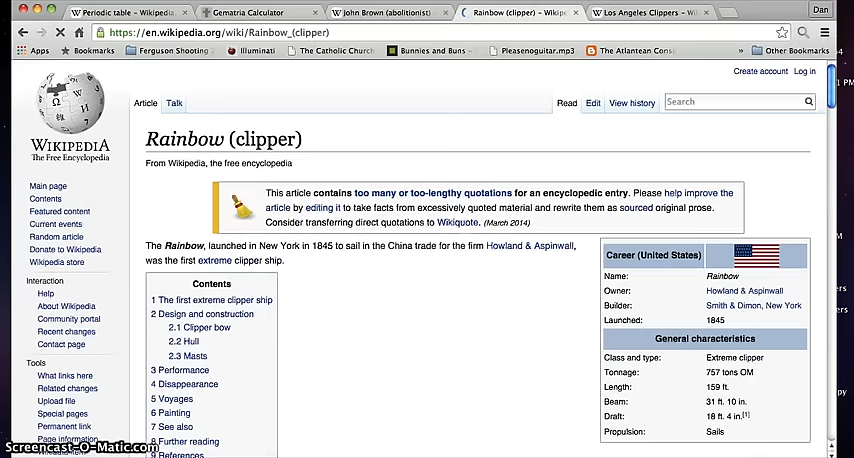 Periodic table – Wikipedia,
Gematria Calculator
John Brown (abolitionist)
Rainbow (clipper) – Wikipe
Los Angeles Clippers – Wi
Dan
https://en.wikipedia.org/wiki/Rainbow_(clipper)
Apps
Bookmarks
Ferguson Shooting
Illuminati
The Catholic Church
Bunnies and Buns -
Pleasenoguitar.mp3
The Atlantean Cons
»
Other Bookmarks
Create account Log in
Article Talk
Read Edit View history
Search
WIKIPEDIA
The Free Encyclopedia
Main page
Contents
Featured content
Current events
Random article
Donate to Wikipedia
Wikipedia store
Interaction
Help
About Wikipedia
Community portal
Recent changes
Contact page
Tools
What links here
Related changes
Upload file
Special pages
Permanent link
Page information
Rainbow (clipper)
From Wikipedia, the free encyclopedia
This article contains too many or too-lengthy quotations for an encyclopedic entry. Please help improve the
article by editing it to take facts from excessively quoted material and rewrite them as sourced original prose.
Consider transferring direct quotations to Wikiquote. (March 2014)
The Rainbow, launched in New York in 1845 to sail in the China trade for the firm Howland & Aspinwall,
was the first extreme clipper ship.
Contents
1 The first extreme clipper ship
2 Design and construction
2.1 Clipper bow
2.2 Hull
2.3 Masts
3 Performance
4 Disappearance
5 Voyages
6 Painting
7 See also
8 Further reading
9 References
Career (United States)
Name: Rainbow
Owner: Howland & Aspinwall
Builder: Smith & Dimon, New York
Launched: 1845
General characteristics
Class and type: Extreme clipper
Tonnage: 757 tons OM
Length: 159 ft.
Beam: 31 ft. 10 in.
Draft: 18 ft. 4 in.[1]
Propulsion: Sails
Screencast-O-Matic.com